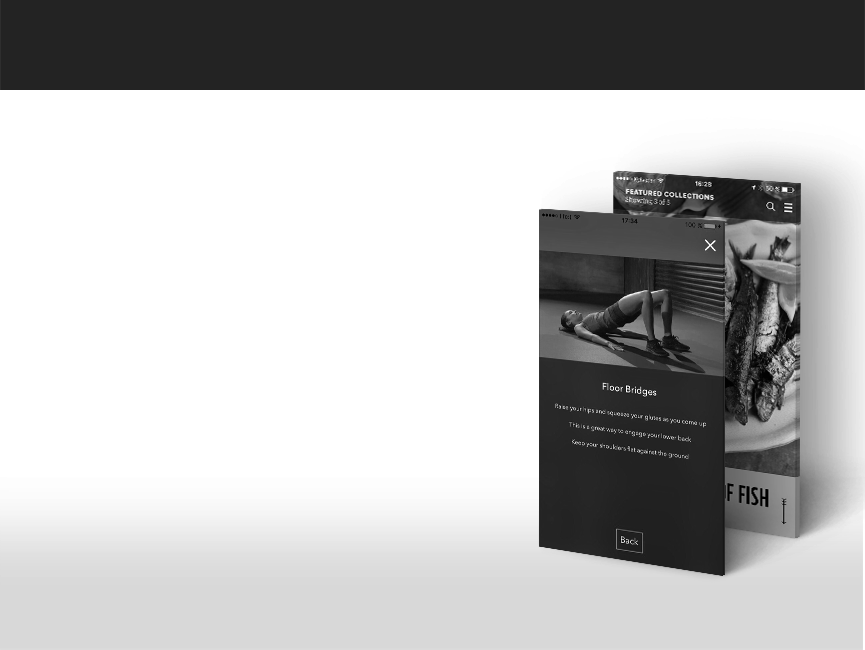 16:28
50 %
FEATURED COLLECTIONS
Showing 3 of 3
17:34
100 %
Floor Bridges
Raise your hips and squeeze your glutes as you come up
This is a great way to engage your lower back
Keep your shoulders flat against the ground
Back
OF FISH